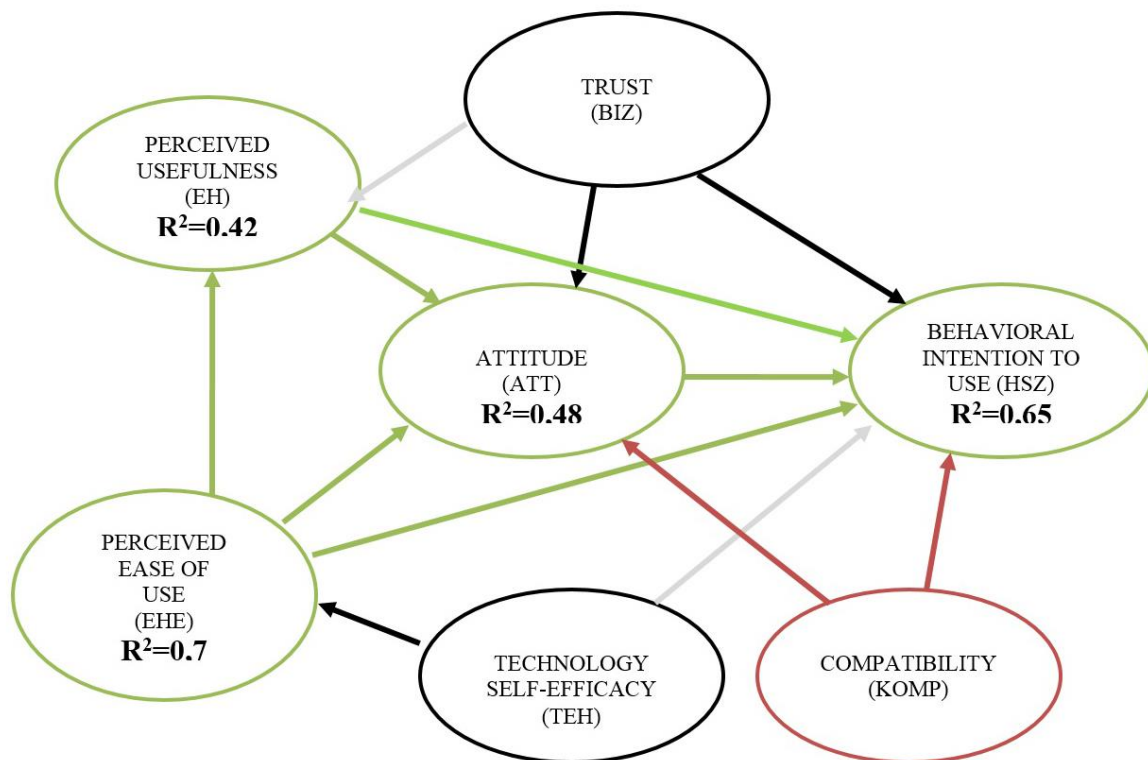 TRUST
(BIZ)
PERCEIVED
USEFULNESS
(EH)
R²=0.42
ATTITUDE
(ATT)
R²=0.48
BEHAVIORAL
INTENTION TO
USE (HSZ)
R²=0.65
PERCEIVED
EASE OF
USE
(EHE)
R²=0.7
TECHNOLOGY
SELF-EFFICACY
(TEH)
COMPATIBILITY
(KOMP)